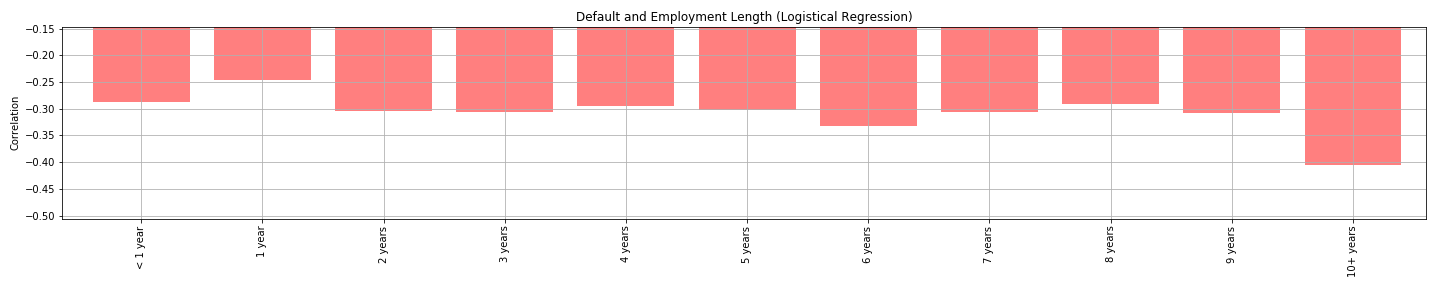 Default and Employment Length (Logistical Regression)
−0.15
−0.20
−0.25
−0.30
−0.35
−0.40
−0.45
−0.50
Correlation
< 1 year
1 year
2 years
3 years
4 years
5 years
6 years
7 years
8 years
9 years
10+ years